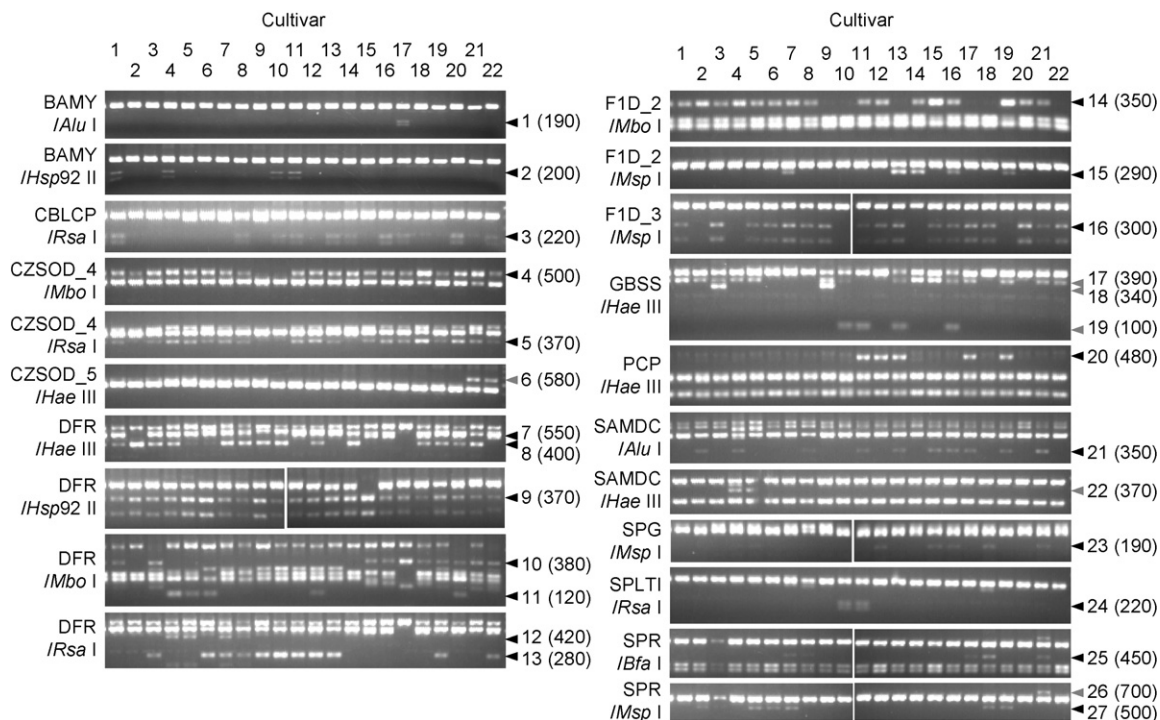 Cultivar
1 3 5 7 9 11 13 15 17 19 21
2 4 6 8 10 12 14 16 18 20 22
BAMY
/Alu I
1 (190)
BAMY
/Hsp92 II
2 (200)
CBLCP
/Rsa I
3 (220)
CZSOD_4
/Mbo I
4 (500)
CZSOD_4
/Rsa I
5 (370)
CZSOD_5
/Hae III
6 (580)
DFR
/Hae III
7 (550)
8 (400)
DFR
/Hsp92 II
9 (370)
DFR
/Mbo I
10 (380)
11 (120)
DFR
/Rsa I
12 (420)
13 (280)
Cultivar
1 3 5 7 9 11 13 15 17 19 21
2 4 6 8 10 12 14 16 18 20 22
F1D_2
/Mbo I
14 (350)
F1D_2
/Msp I
15 (290)
F1D_3
/Msp I
16 (300)
GBSS
/Hae III
17 (390)
18 (340)
19 (100)
PCP
/Hae III
20 (480)
SAMDC
/Alu I
21 (350)
SAMDC
/Hae III
22 (370)
SPG
/Msp I
23 (190)
SPLTI
/Rsa I
24 (220)
SPR
/Bfa I
25 (450)
SPR
/Msp I
26 (700)
27 (500)